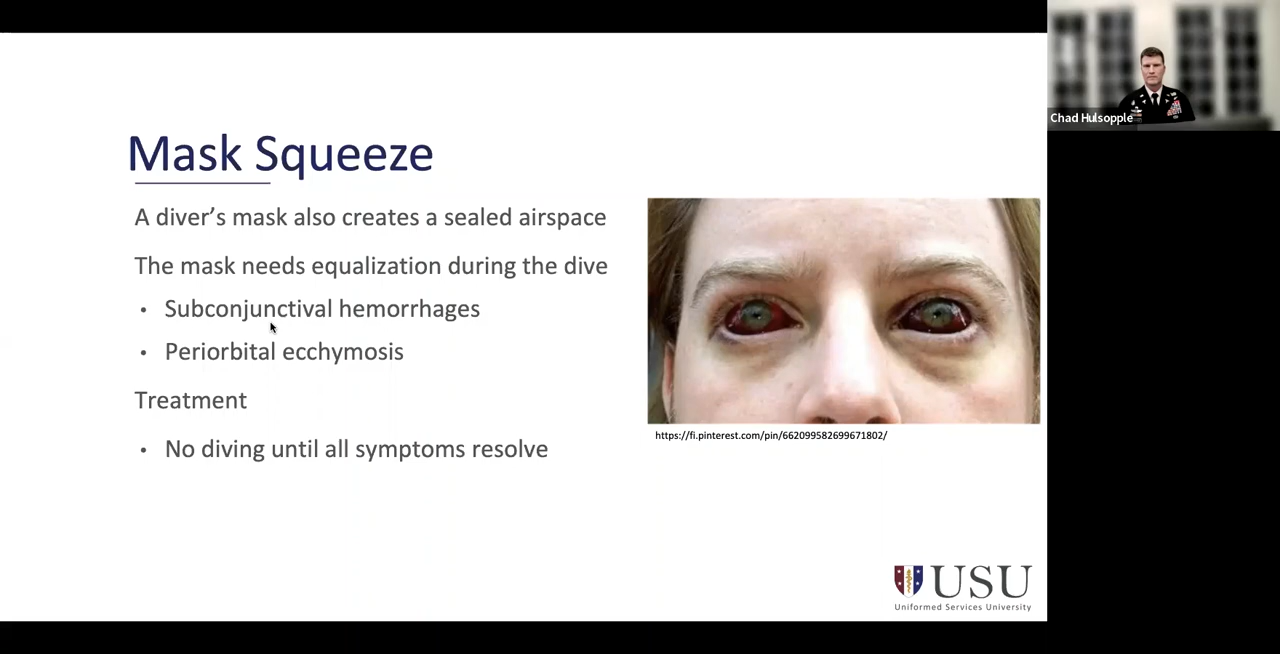 Mask Squeeze
A diver’s mask also creates a sealed airspace
The mask needs equalization during the dive
• Subconjunctival hemorrhages
• Periorbital ecchymosis
Treatment
• No diving until all symptoms resolve
https://fi.pinterest.com/pin/662099582699671802/
USU
Uniformed Services University
Chad Hulsopple